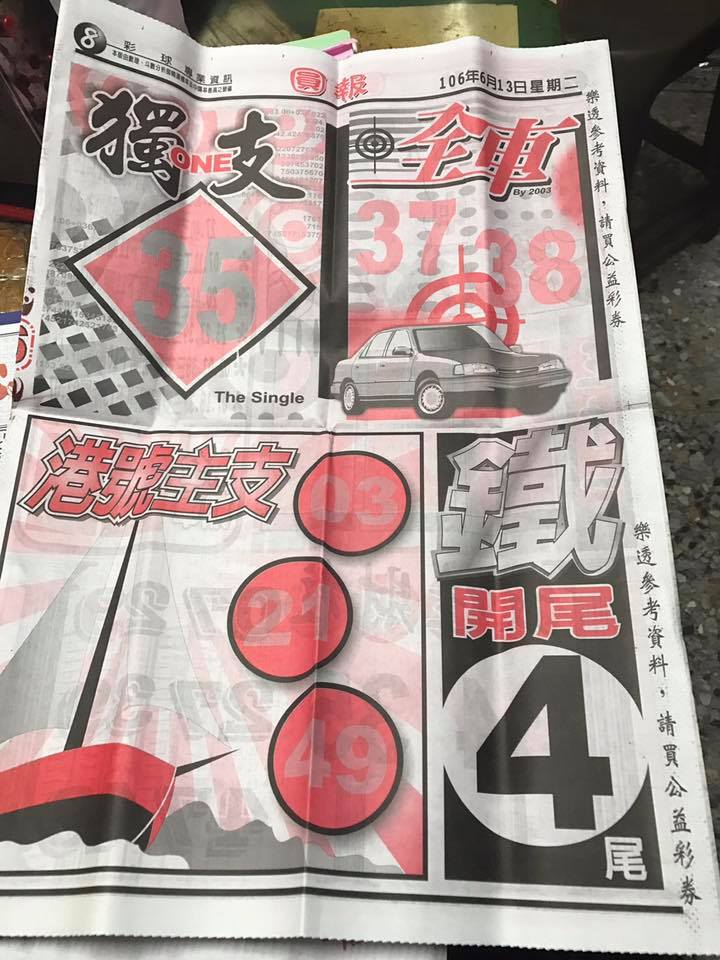 8
彩球專業資訊
報
106年6月13日星期二
獨ONE支
35
The Single
全車
By 2003
37
38
樂透參考資料，請買公益彩券
港號主支
03
21
49
鐵
開尾
4
尾
樂透參考資料，請買公益彩券